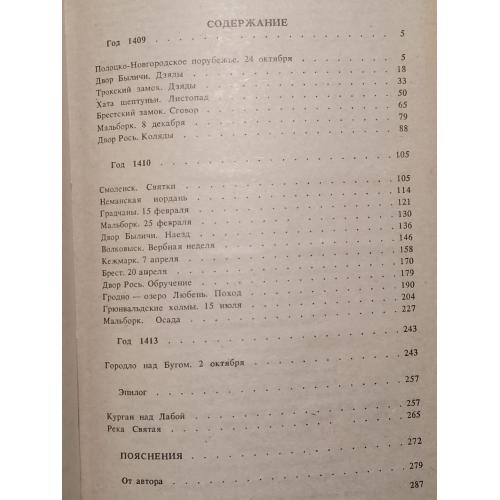 СОДЕРЖАНИЕ
Год 1409 . . . . . . . . . . . . 5
Полоцко-Новгородское порубежье. 24 октября . . . . 5
Двор Быличи. Дзяды . . . . . . . . . . 18
Трокский замок. Дзяды . . . . . . . . . . 33
Хата шептуньи. Листопад . . . . . . . . . 50
Брестский замок. Сговор . . . . . . . . . 65
Мальборк. 8 декабря . . . . . . . . . . 79
Двор Рось. Коляды . . . . . . . . . . 88
Год 1410 . . . . . . . . . . . . 105
Смоленск. Святки . . . . . . . . . . 105
Неманская иордань . . . . . . . . . . 114
Градчаны. 15 февраля . . . . . . . . . 121
Мальборк. 25 февраля . . . . . . . . . 130
Двор Быличи. Наезд . . . . . . . . . . 136
Волковыск. Вербная неделя . . . . . . . . 146
Кежмарк. 7 апреля . . . . . . . . . . 158
Брест. 20 апреля . . . . . . . . . . 170
Двор Рось. Обручение . . . . . . . . . 179
Гродно — озеро Любень. Поход . . . . . . . 190
Грюнвальдские холмы. 15 июля . . . . . . . 204
Мальборк. Осада . . . . . . . . . . 227
Год 1413 . . . . . . . . . . . . 243
Городло над Бугом. 2 октября . . . . . . . 243
Эпилог . . . . . . . . . . . . 257
Курган над Лабой . . . . . . . . . . 257
Река Святая . . . . . . . . . . . 265
ПОЯСНЕНИЯ . . . . . . . . . . . 272
От автора . . . . . . . . . . . 279
287